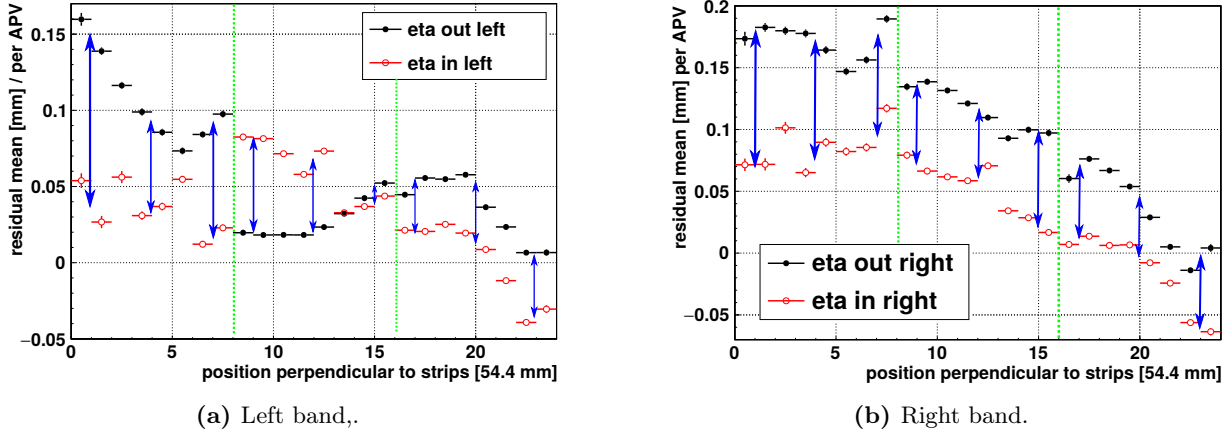 residual mean [mm] / per APV
0.15
0.1
0.05
0
−0.05
eta out left
eta in left
0 5 10 15 20
position perpendicular to strips [54.4 mm]
(a) Left band,.
residual mean [mm] per APV
0.2
0.15
0.1
0.05
0
−0.05
eta out right
eta in right
0 5 10 15 20
position perpendicular to strips [54.4 mm]
(b) Right band.